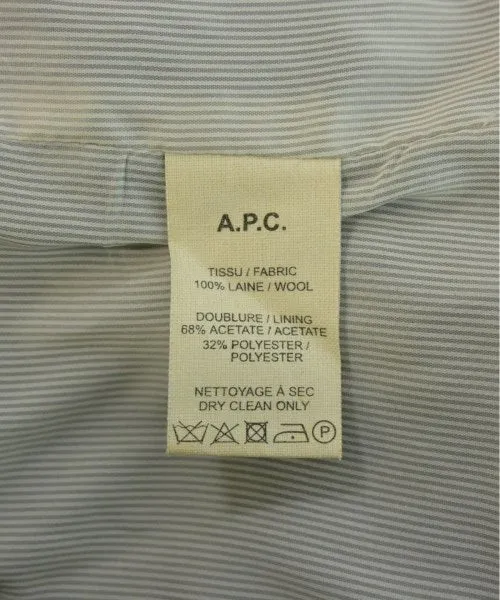 A.P.C.
TISSU / FABRIC
100% LAINE / WOOL
DOUBLURE / LINING
68% ACETATE / ACETATE
32% POLYESTER /
POLYESTER
NETTOYAGE À SEC
DRY CLEAN ONLY
P